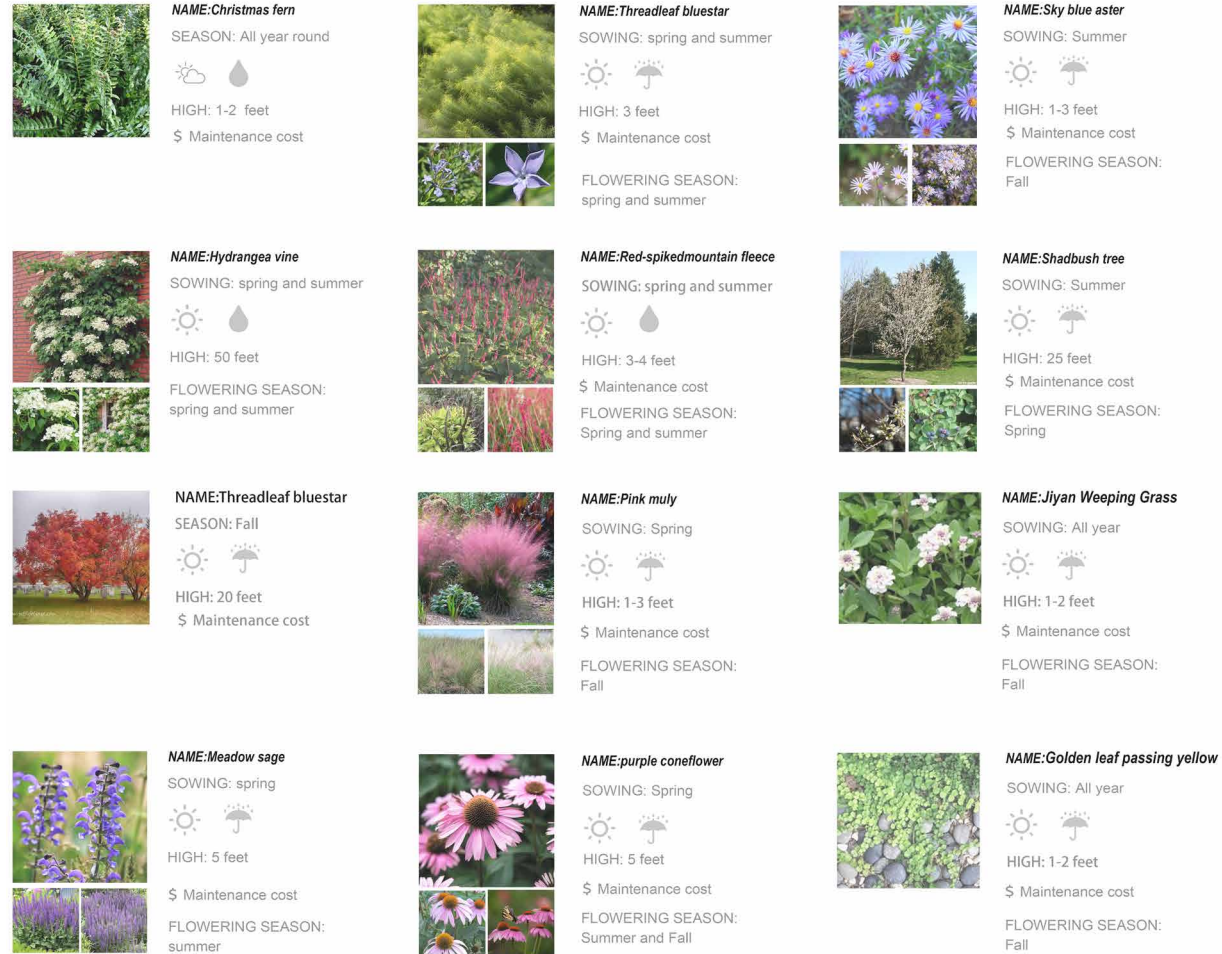 NAME:Christmas fern
SEASON: All year round
HIGH: 1-2 feet
$ Maintenance cost
NAME:Threadleaf bluestar
SOWING: spring and summer
HIGH: 3 feet
$ Maintenance cost
FLOWERING SEASON:
spring and summer
NAME:Sky blue aster
SOWING: Summer
HIGH: 1-3 feet
$ Maintenance cost
FLOWERING SEASON:
Fall
NAME:Hydrangea vine
SOWING: spring and summer
HIGH: 50 feet
FLOWERING SEASON:
spring and summer
NAME:Red-spikedmountain fleece
SOWING: spring and summer
HIGH: 3-4 feet
$ Maintenance cost
FLOWERING SEASON:
Spring and summer
NAME:Shadbush tree
SOWING: Summer
HIGH: 25 feet
$ Maintenance cost
FLOWERING SEASON:
Spring
NAME:Threadleaf bluestar
SEASON: Fall
HIGH: 20 feet
$ Maintenance cost
NAME:Pink muly
SOWING: Spring
HIGH: 1-3 feet
$ Maintenance cost
FLOWERING SEASON:
Fall
NAME:Jiyan Weeping Grass
SOWING: All year
HIGH: 1-2 feet
$ Maintenance cost
FLOWERING SEASON:
Fall
NAME:Meadow sage
SOWING: spring
HIGH: 5 feet
$ Maintenance cost
FLOWERING SEASON:
summer
NAME:purple coneflower
SOWING: Spring
HIGH: 5 feet
$ Maintenance cost
FLOWERING SEASON:
Summer and Fall
NAME:Golden leaf passing yellow
SOWING: All year
HIGH: 1-2 feet
$ Maintenance cost
FLOWERING SEASON:
Fall